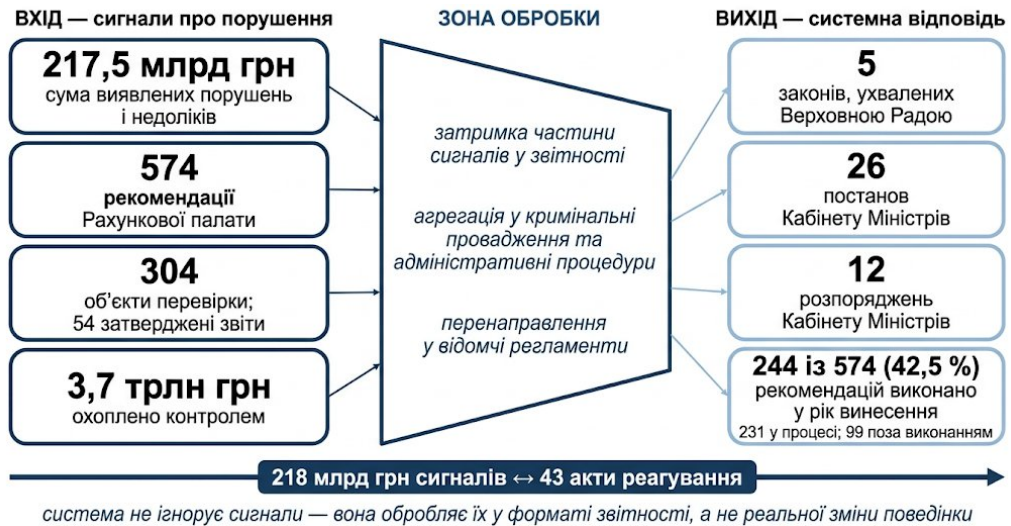 ВХІД — сигнали про порушення
217,5 млрд грн
сума виявлених порушень
і недоліків
574
рекомендації
Рахункової палати
304
об’єкти перевірки;
54 затверджені звіти
3,7 трлн грн
охоплено контролем
ЗОНА ОБРОБКИ
затримка частини
сигналів у звітності
агрегація у кримінальні
провадження та
адміністративні процедури
перенаправлення
у відомчі регламенти
ВИХІД — системна відповідь
5
законів, ухвалених
Верховною Радою
26
постанов
Кабінету Міністрів
12
розпоряджень
Кабінету Міністрів
244 із 574 (42,5 %)
рекомендацій виконано
у рік винесення
231 у процесі; 99 поза виконанням
218 млрд грн сигналів ↔ 43 акти реагування
система не ігнорує сигнали — вона обробляє їх у форматі звітності, а не реальної зміни поведінки